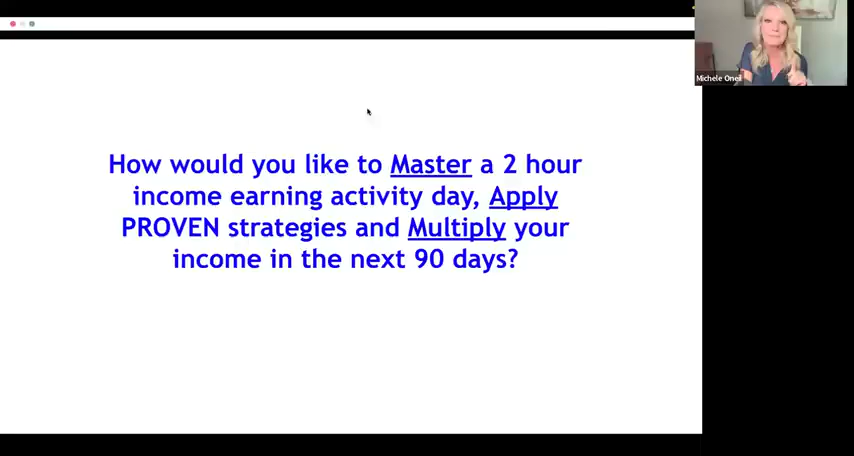 Michele Oneil
How would you like to Master a 2 hour
income earning activity day, Apply
PROVEN strategies and Multiply your
income in the next 90 days?